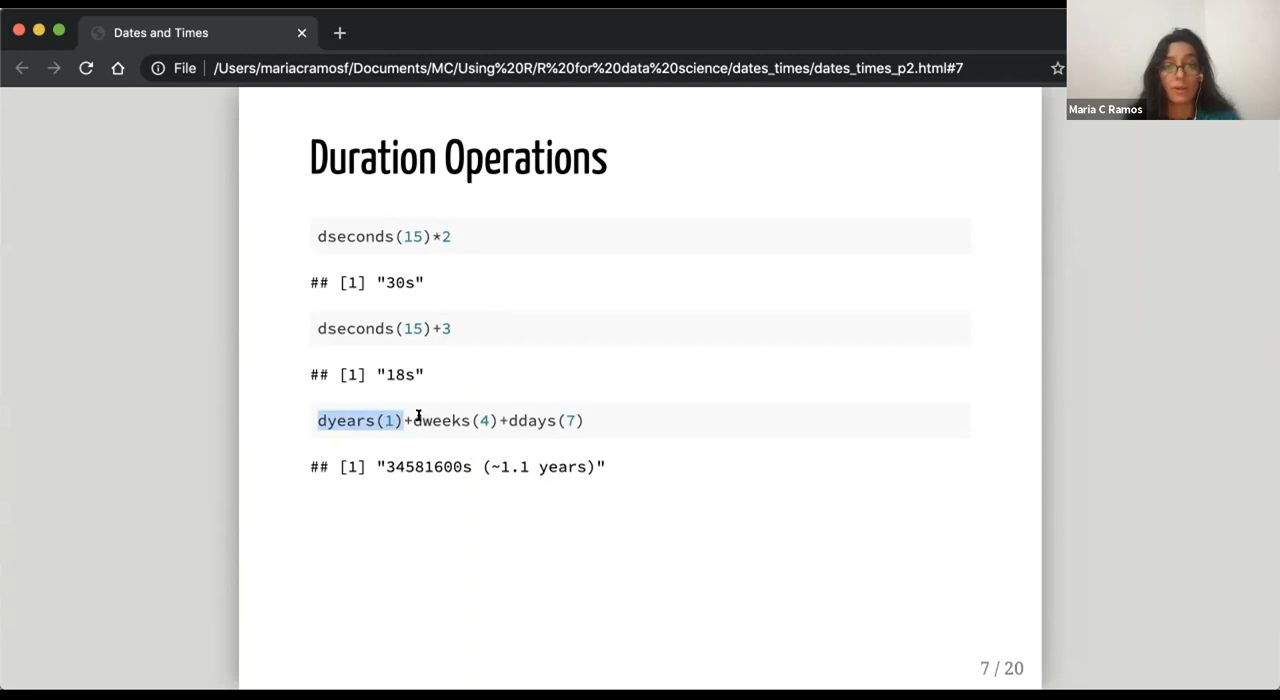 Dates and Times
File
/Users/mariacramosf/Documents/MC/Using%20R/R%20for%20data%20science/dates_times/dates_times_p2.html#7
Maria C Ramos
Duration Operations
dseconds(15)*2
## [1] "30s"
dseconds(15)+3
## [1] "18s"
dyears(1)+dweeks(4)+ddays(7)
## [1] "34581600s (~1.1 years)"
7 / 20